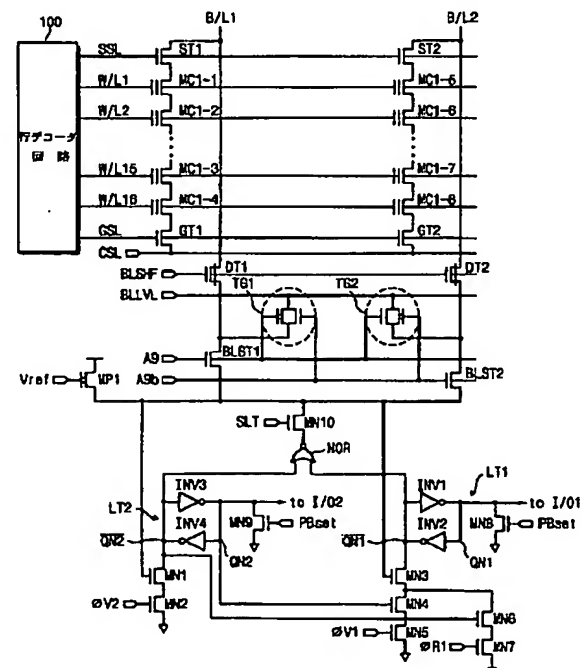 B/L1 B/L2
100
SSL ST1 ST2
W/L1 MC1-1 MC1-5
W/L2 MC1-2 MC1-6
行デコーダ
回路
W/L15 MC1-3 MC1-7
W/L16 MC1-4 MC1-8
GSL GT1 GT2
CSL
BLSHF DT1 DT2
BLLVL TG1 TG2
A9 BLST1
A9b BLST2
Vref MP1
SLT MN10
NOR
LT2 INV3 to I/O2 INV1 LT1 to I/O1
MN9 PBset MN8 PBset
QN2 INV4 QN2 QN1 INV2 QN1
MN1 MN3
ØV2 MN2 MN4 MN6
ØV1 MN5 ØR1 MN7